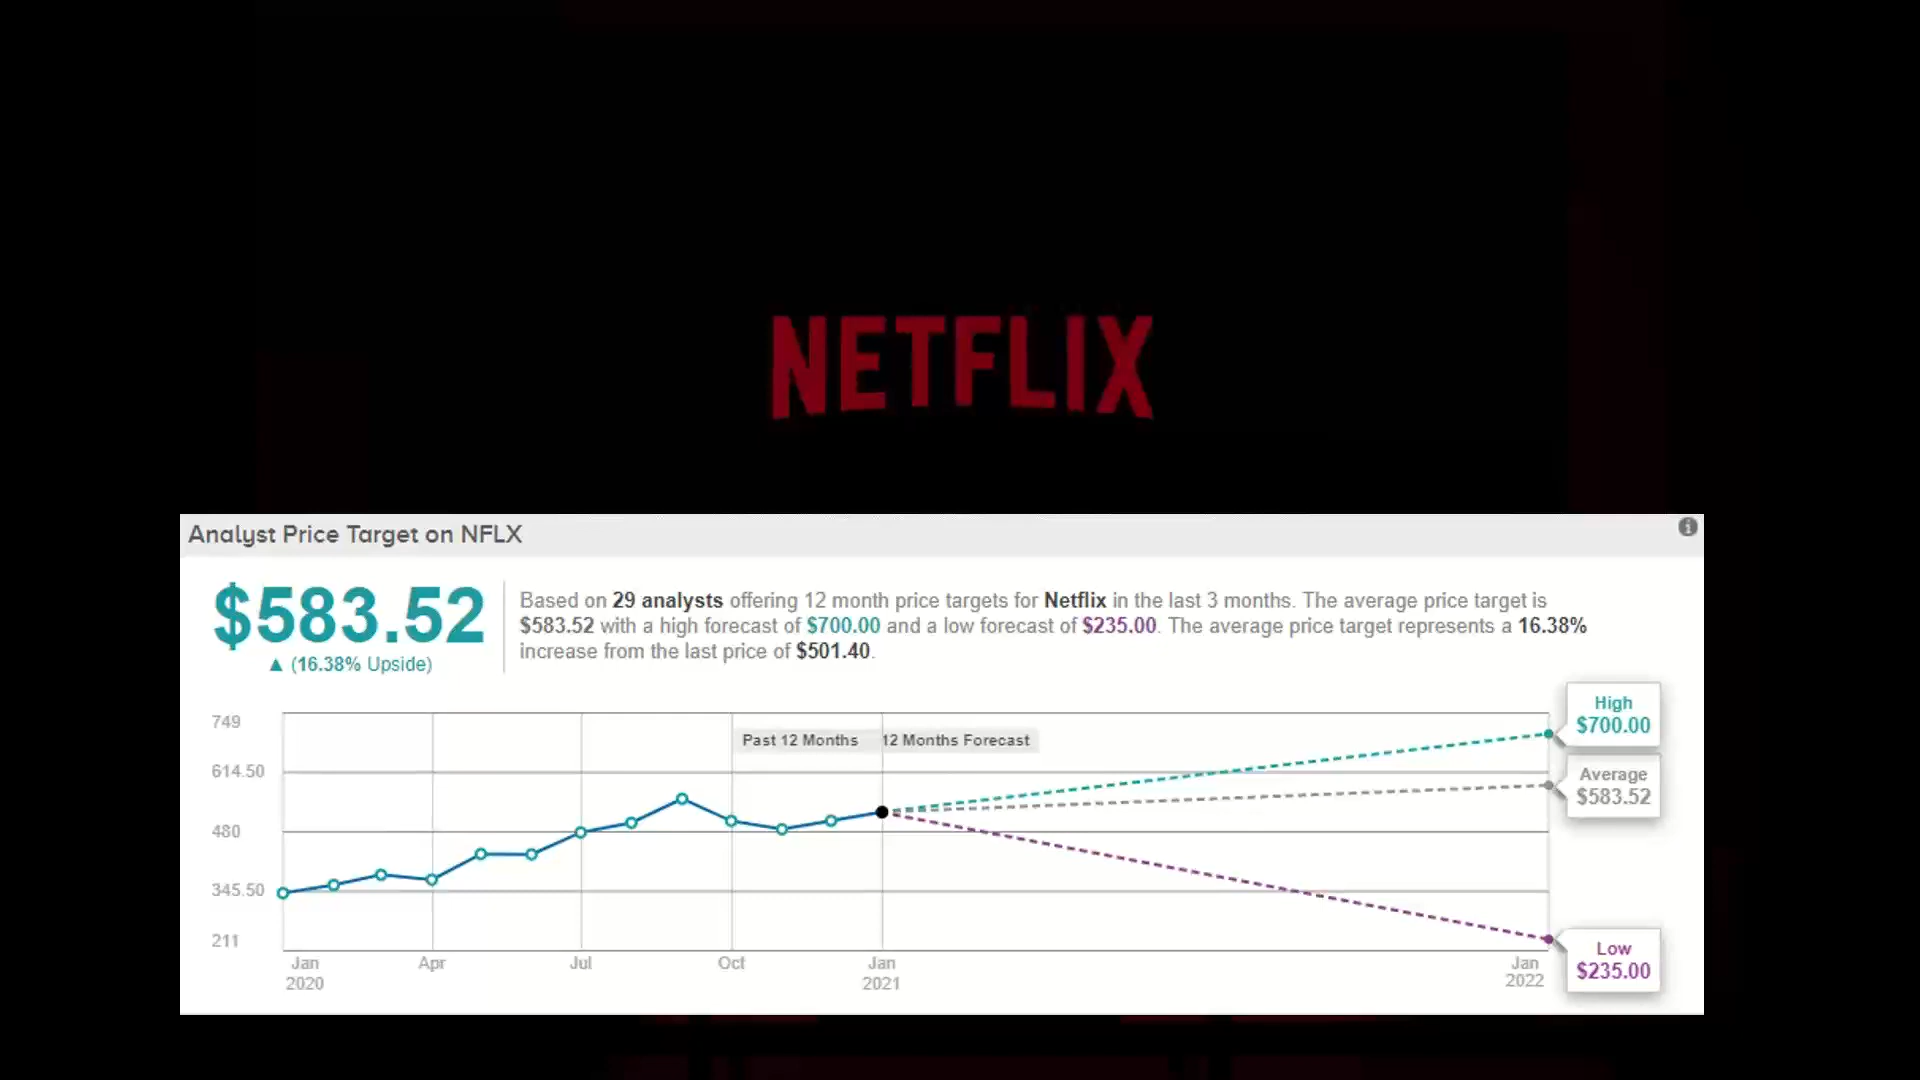 NETFLIX
Analyst Price Target on NFLX
$583.52
▲ (16.38% Upside)
Based on 29 analysts offering 12 month price targets for Netflix in the last 3 months. The average price target is
$583.52 with a high forecast of $700.00 and a low forecast of $235.00. The average price target represents a 16.38%
increase from the last price of $501.40.
749
614.50
480
345.50
211
Past 12 Months
12 Months Forecast
High
$700.00
Average
$583.52
Low
$235.00
Jan
2020
Apr
Jul
Oct
Jan
2021
Jan
2022